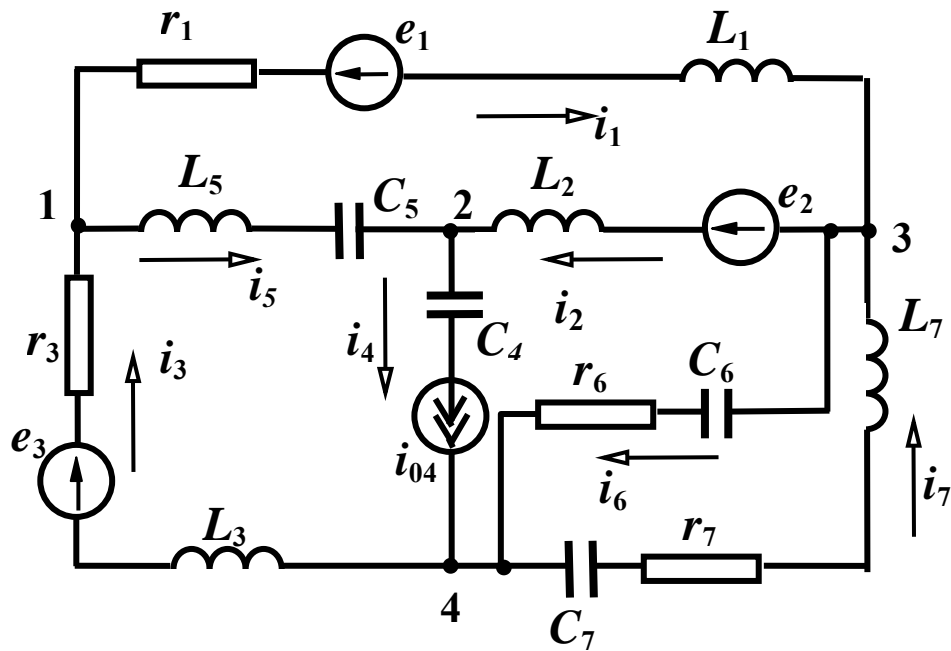 r₁ e₁ L₁
i₁
1 L₅ C₅ 2 L₂ e₂ 3
i₅ i₂
r₃ i₃ i₄ C₄ r₆ C₆ L₇
e₃ i₀₄ i₆ i₇
L₃ r₇
4 C₇